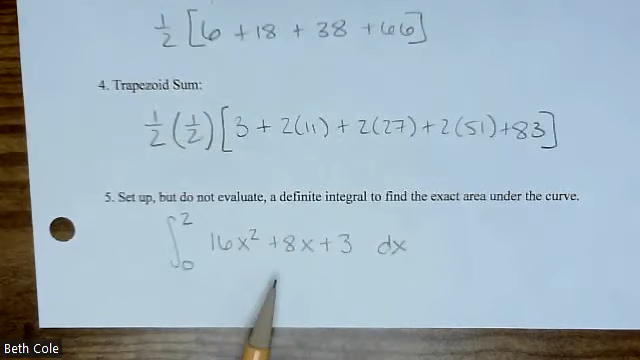 1/2 [6 + 18 + 38 + 66]
4. Trapezoid Sum:
1/2 (1/2) [3 + 2(11) + 2(27) + 2(51) + 83]
5. Set up, but do not evaluate, a definite integral to find the exact area under the curve.
∫₀² 16x² + 8x + 3 dx
Beth Cole